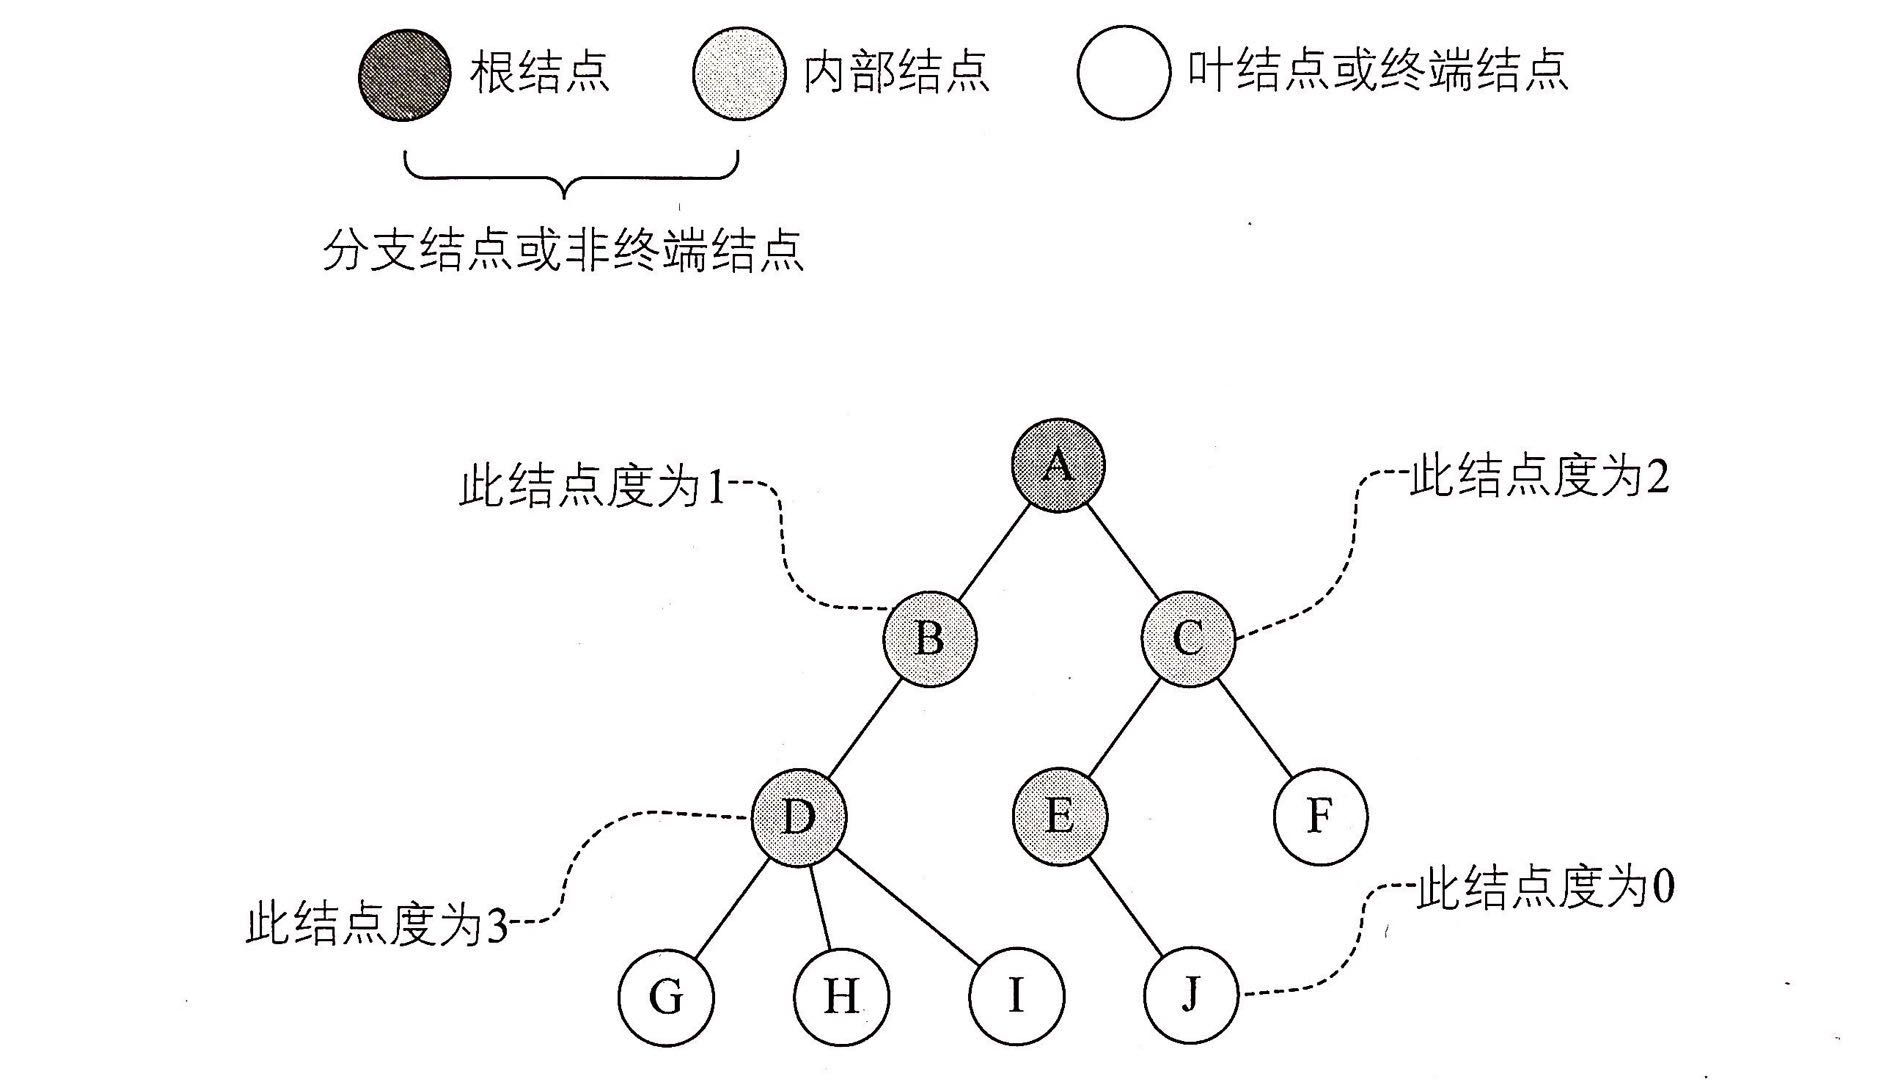 根结点 内部结点 叶结点或终端结点
分支结点或非终端结点
A
此结点度为1 此结点度为2
B C
D E F
此结点度为3 此结点度为0
G H I J